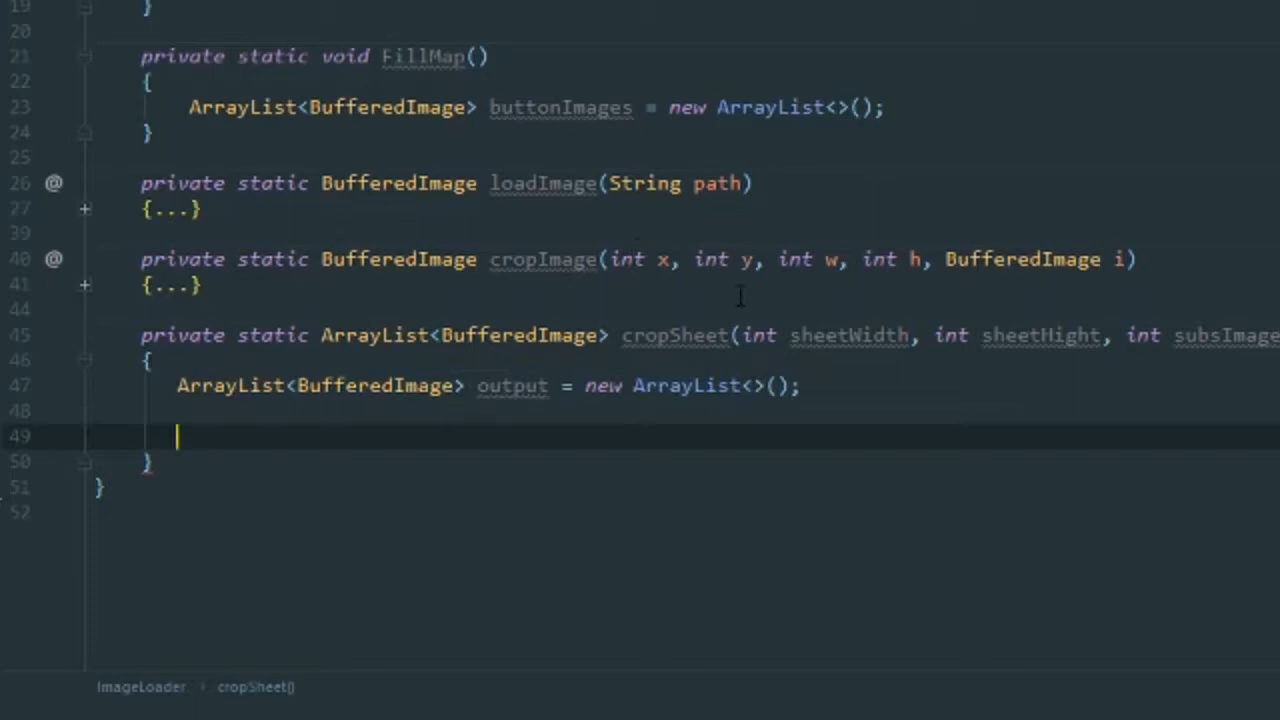 19 }
20
21 private static void FillMap()
22 {
23 ArrayList<BufferedImage> buttonImages = new ArrayList<>();
24 }
25
26 @ private static BufferedImage loadImage(String path)
27 + {...}
39
40 @ private static BufferedImage cropImage(int x, int y, int w, int h, BufferedImage i)
41 + {...}
44
45 private static ArrayList<BufferedImage> cropSheet(int sheetWidth, int sheetHight, int subsImage
46 {
47 ArrayList<BufferedImage> output = new ArrayList<>();
48
49
50 }
51 }
52
ImageLoader › cropSheet()